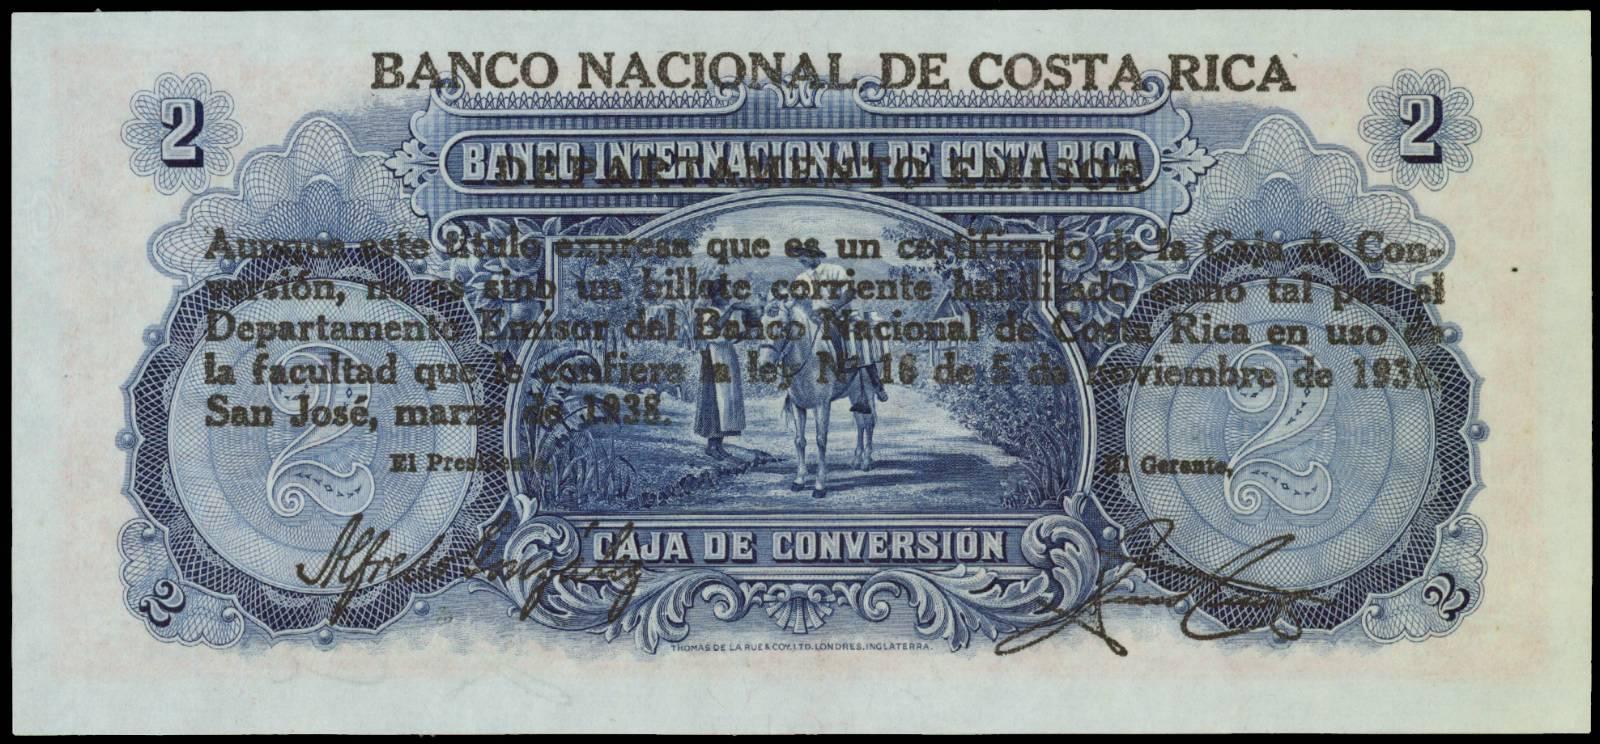 BANCO NACIONAL DE COSTA RICA
2 2
BANCO INTERNACIONAL DE COSTA RICA
DEPARTAMENTO EMISOR
Aunque este título expresa que es un certificado de la Caja de Con-
versión, no es sino un billete corriente habilitado como tal por el
Departamento Emisor del Banco Nacional de Costa Rica en uso de
la facultad que le confiere la ley Nº 16 de 5 de noviembre de 1936.
San José, marzo de 1938.
El Presidente, El Gerente,
2 2
CAJA DE CONVERSIÓN
2 2
THOMAS DE LA RUE & COY. LTD. LONDRES, INGLATERRA.